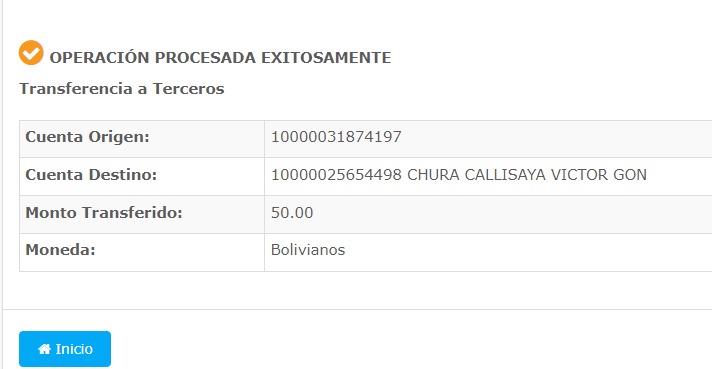 OPERACIÓN PROCESADA EXITOSAMENTE
Transferencia a Terceros
Cuenta Origen: 10000031874197
Cuenta Destino: 10000025654498 CHURA CALLISAYA VICTOR GON
Monto Transferido: 50.00
Moneda: Bolivianos
Inicio